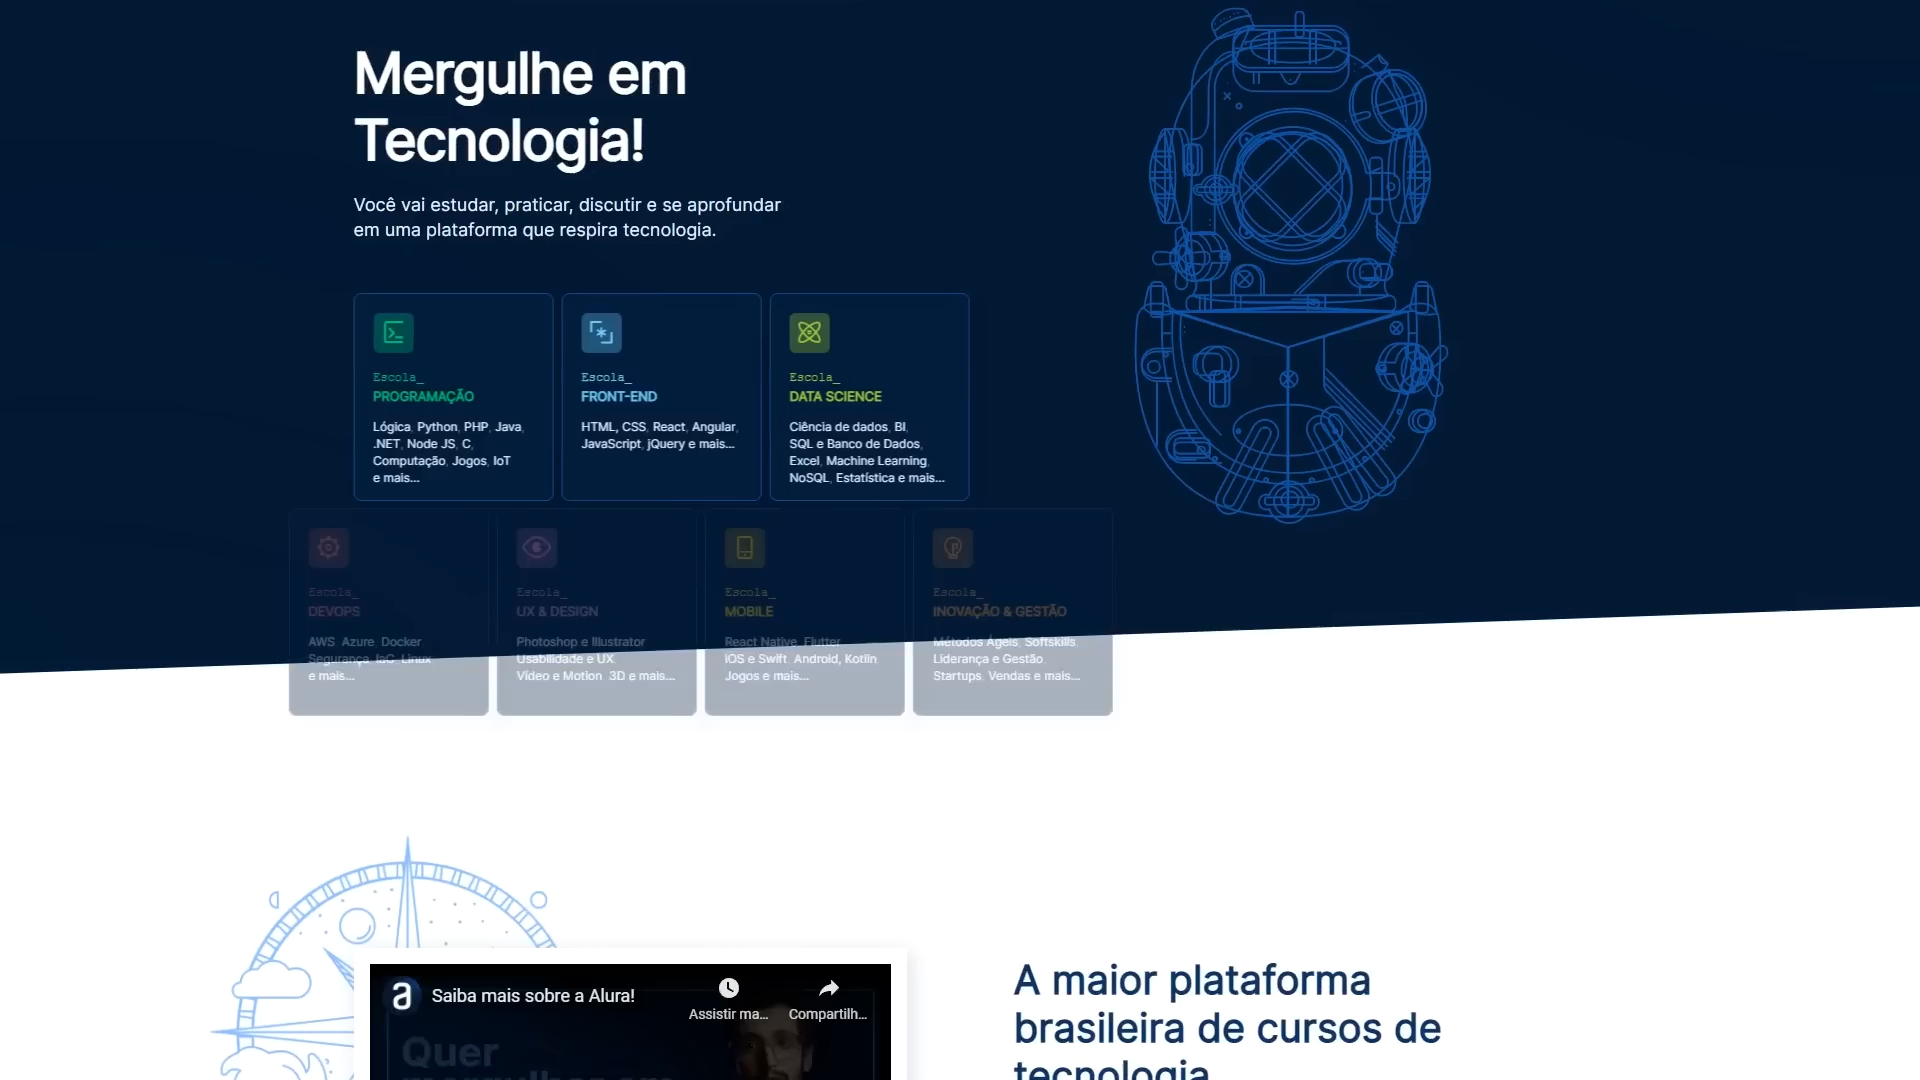 Mergulhe em
Tecnologia!
Você vai estudar, praticar, discutir e se aprofundar
em uma plataforma que respira tecnologia.
Escola_
PROGRAMAÇÃO
Lógica, Python, PHP, Java,
.NET, Node JS, C,
Computação, Jogos, IoT
e mais...
Escola_
FRONT-END
HTML, CSS, React, Angular,
JavaScript, jQuery e mais...
Escola_
DATA SCIENCE
Ciência de dados, BI,
SQL e Banco de Dados,
Excel, Machine Learning,
NoSQL, Estatística e mais...
Escola_
DEVOPS
AWS, Azure, Docker
Segurança, IaC, Linux
e mais...
Escola_
UX & DESIGN
Photoshop e Illustrator
Usabilidade e UX
Vídeo e Motion, 3D e mais...
Escola_
MOBILE
React Native, Flutter
iOS e Swift, Android, Kotlin
Jogos e mais...
Escola_
INOVAÇÃO & GESTÃO
Métodos Ágeis, Softskills
Liderança e Gestão
Startups, Vendas e mais...
a
Saiba mais sobre a Alura!
Assistir ma...
Compartilh...
Quer
A maior plataforma
brasileira de cursos de
tecnologia